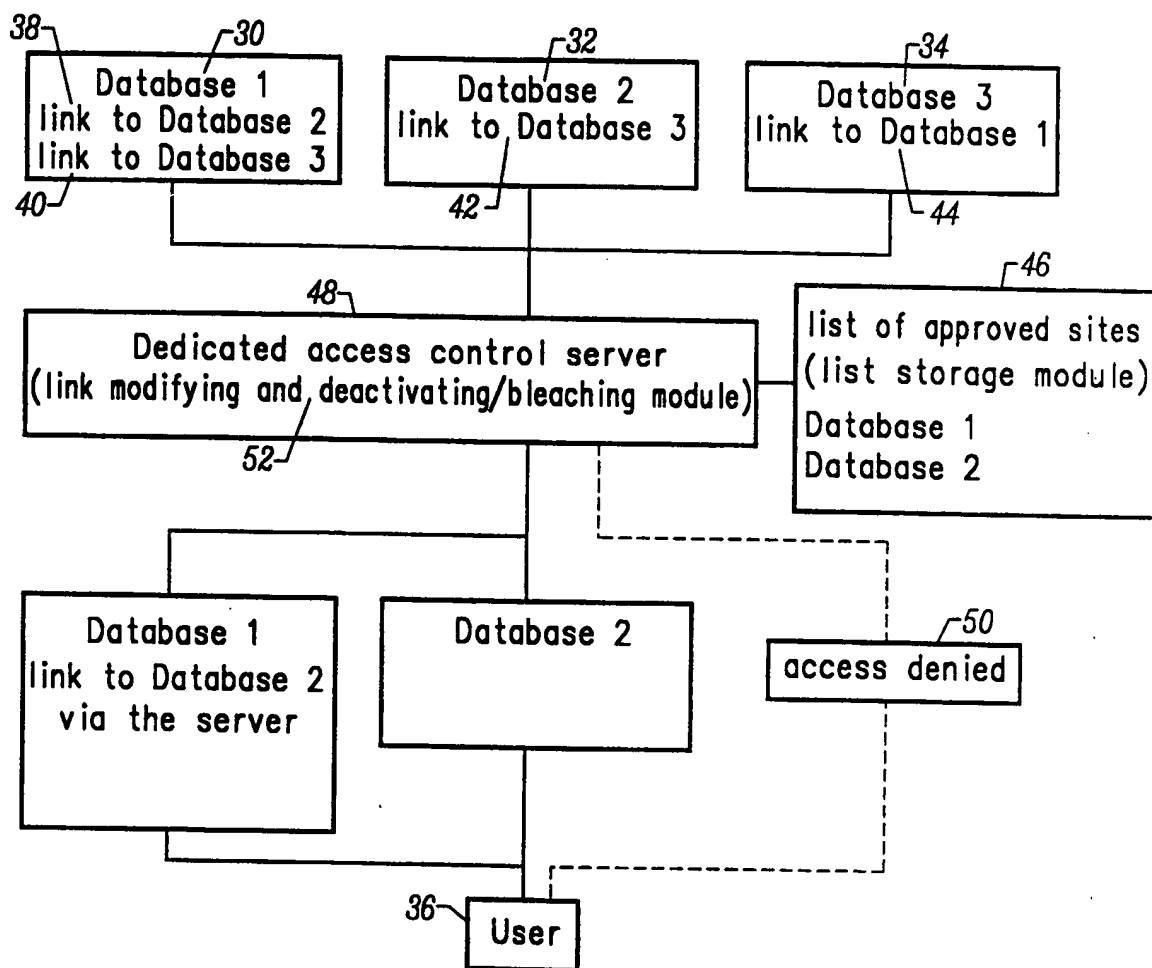 38
30
Database 1
link to Database 2
link to Database 3
40
32
Database 2
link to Database 3
42
34
Database 3
link to Database 1
44
48
Dedicated access control server
(link modifying and deactivating/bleaching module)
52
46
list of approved sites
(list storage module)
Database 1
Database 2
Database 1
link to Database 2
via the server
Database 2
50
access denied
36
User